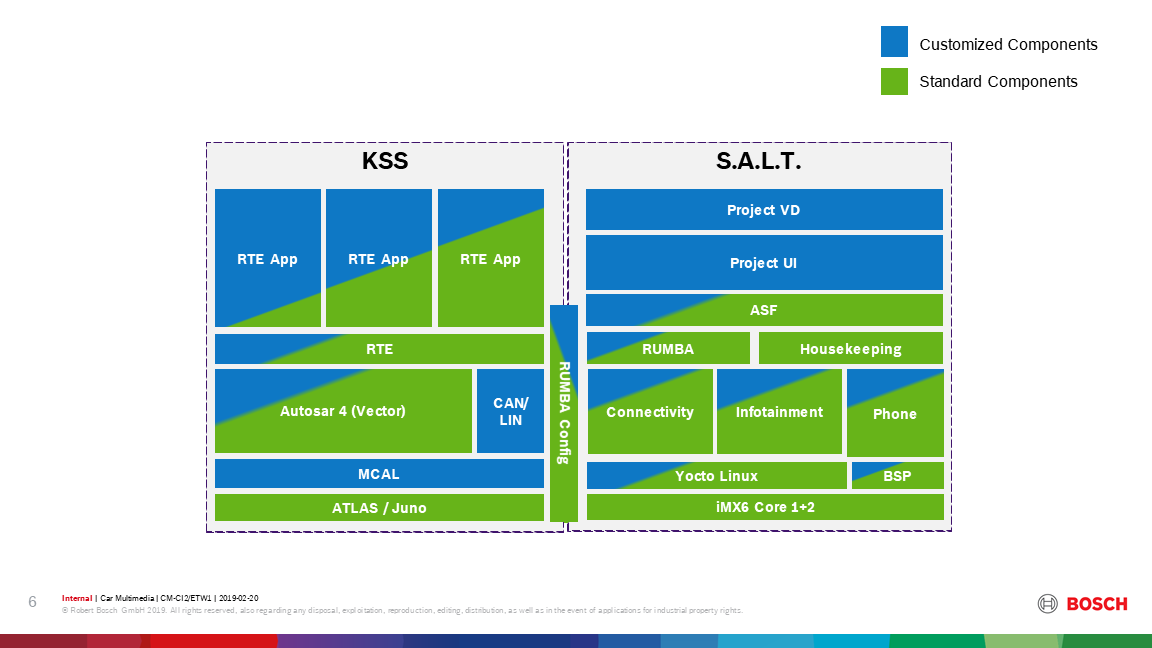 Customized Components
Standard Components
KSS
S.A.L.T.
RTE App
RTE App
RTE App
RTE
Autosar 4 (Vector)
CAN/
LIN
MCAL
ATLAS / Juno
RUMBA Config
Project VD
Project UI
ASF
RUMBA
Housekeeping
Connectivity
Infotainment
Phone
Yocto Linux
BSP
iMX6 Core 1+2
6
Internal | Car Multimedia | CM-CI2/ETW1 | 2019-02-20
© Robert Bosch GmbH 2019. All rights reserved, also regarding any disposal, exploitation, reproduction, editing, distribution, as well as in the event of applications for industrial property rights.
BOSCH